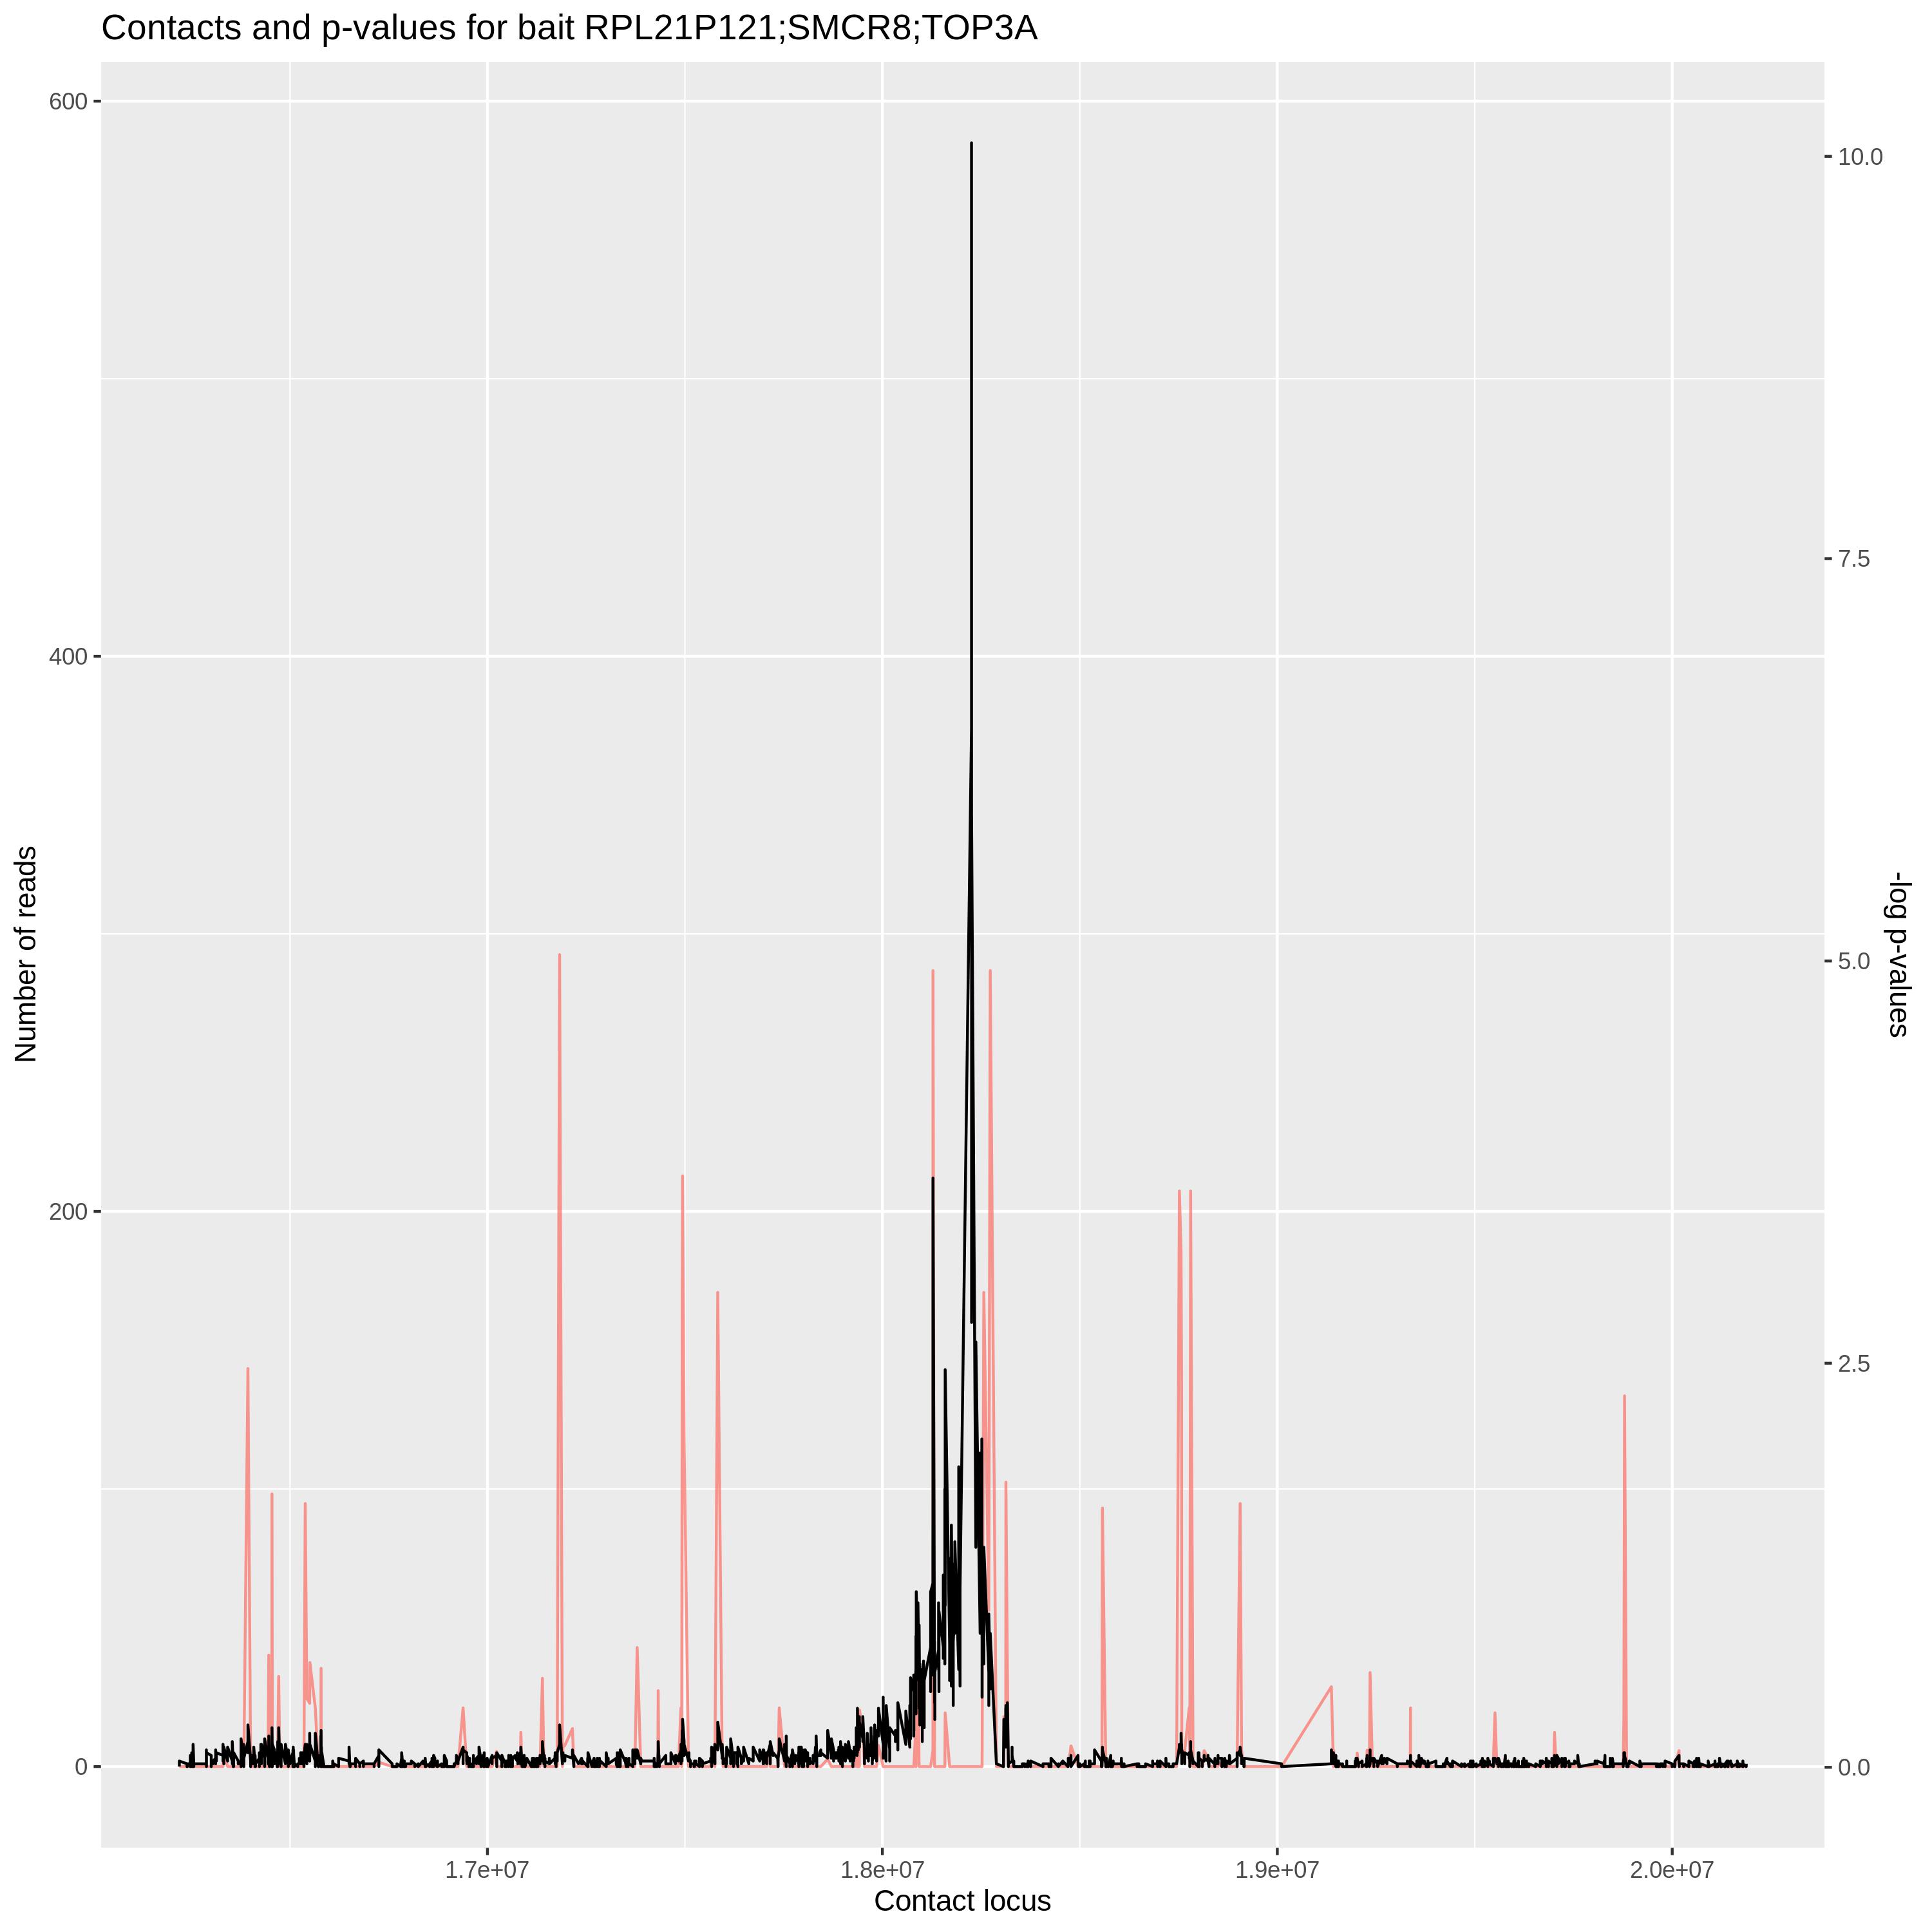 Contacts and p-values for bait RPL21P121;SMCR8;TOP3A
600
400
200
0
Number of reads
10.0
7.5
5.0
2.5
0.0
-log p-values
1.7e+07
1.8e+07
1.9e+07
2.0e+07
Contact locus